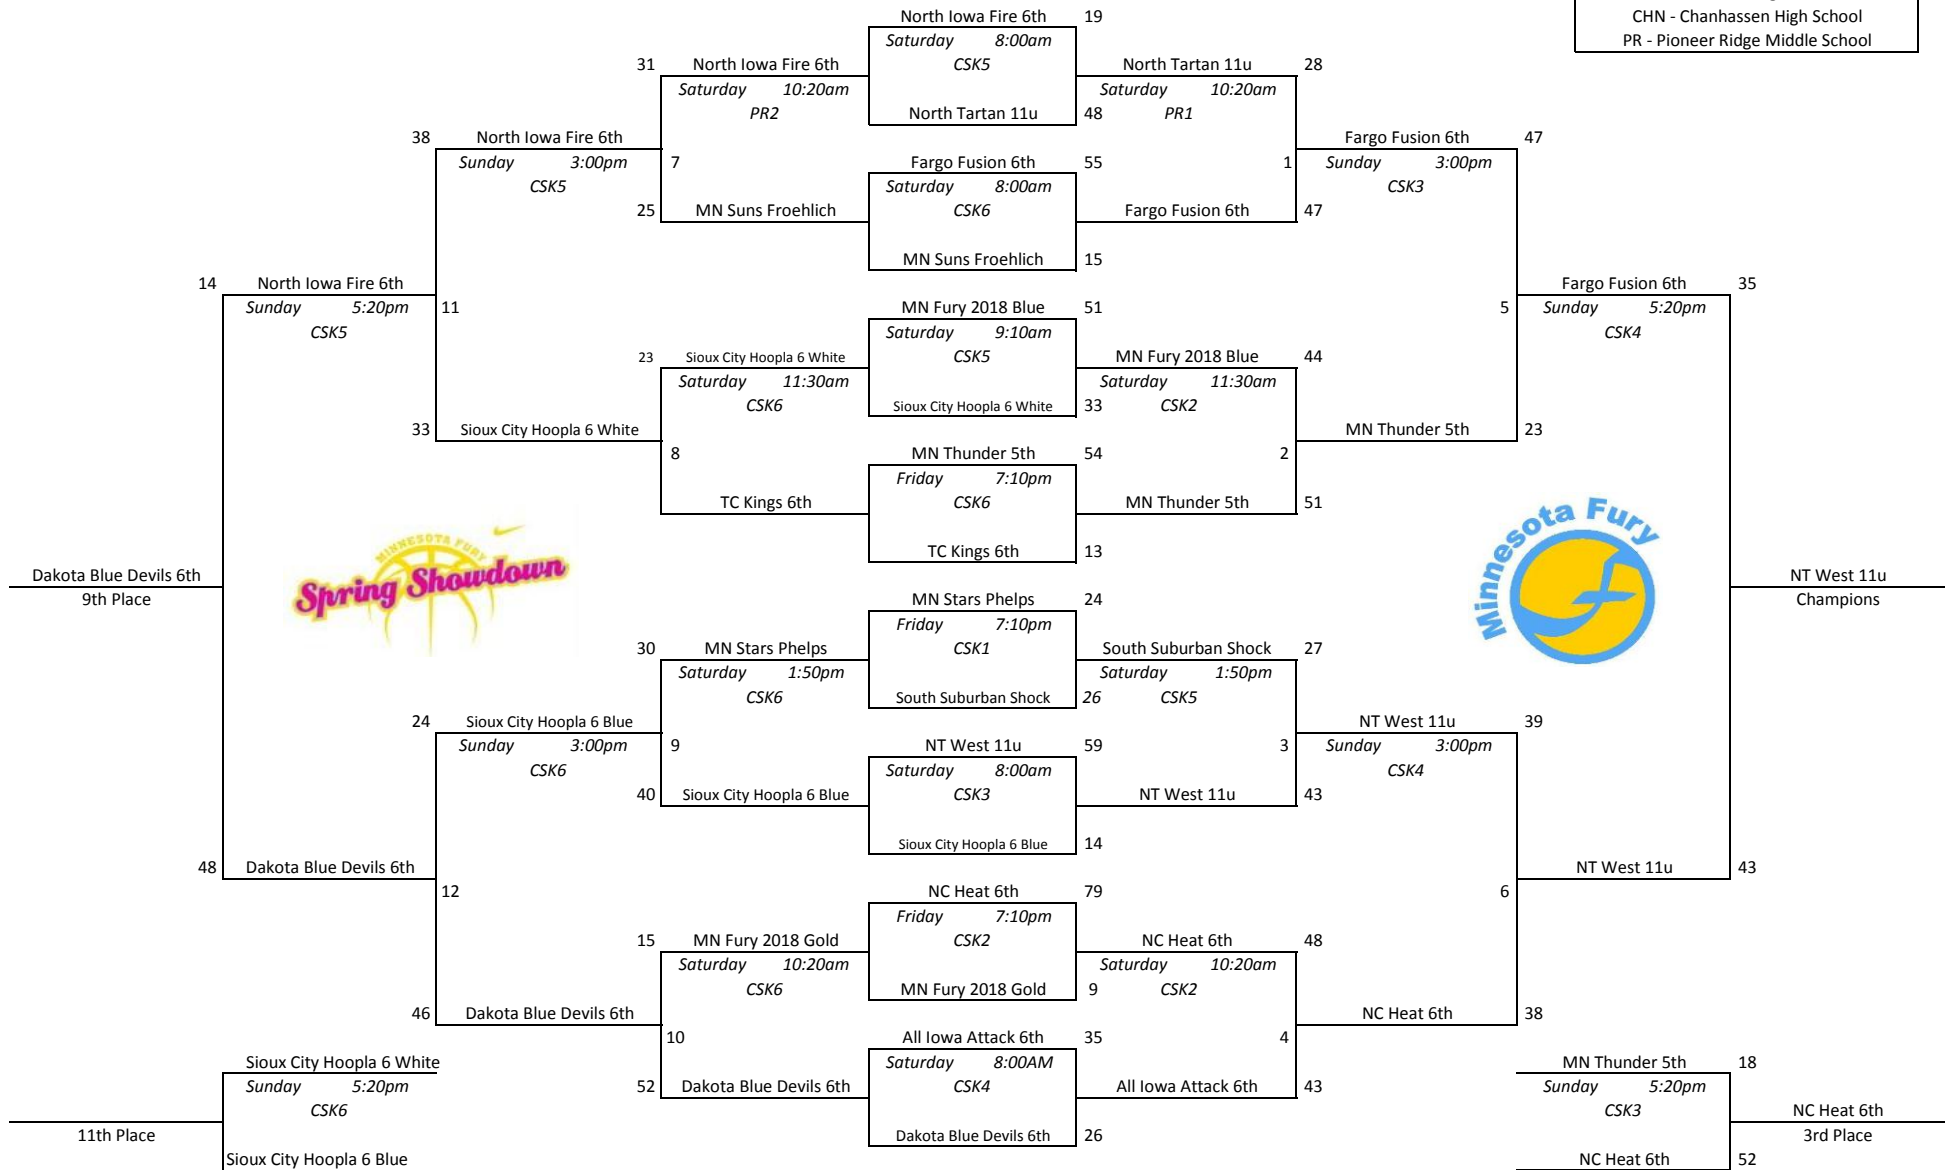 North Iowa Fire 6th 19
CHN - Chanhassen High School
Saturday 8:00am
PR - Pioneer Ridge Middle School
31 North Iowa Fire 6th CSK5 North Tartan 11u 28
Saturday 10:20am Saturday 10:20am
PR2 North Tartan 11u 48 PR1
38 North Iowa Fire 6th Fargo Fusion 6th 47
Sunday 3:00pm 7 Fargo Fusion 6th 55 1 Sunday 3:00pm
CSK5 Saturday 8:00am CSK3
25 MN Suns Froehlich CSK6 Fargo Fusion 6th 47
MN Suns Froehlich 15
14 North Iowa Fire 6th Fargo Fusion 6th 35
Sunday 5:20pm 11 MN Fury 2018 Blue 51 5 Sunday 5:20pm
CSK5 Saturday 9:10am CSK4
23 Sioux City Hoopla 6 White CSK5 MN Fury 2018 Blue 44
Saturday 11:30am Saturday 11:30am
CSK6 Sioux City Hoopla 6 White 33 CSK2
33 Sioux City Hoopla 6 White MN Thunder 5th 23
8 MN Thunder 5th 54 2
Friday 7:10pm
TC Kings 6th CSK6 MN Thunder 5th 51
TC Kings 6th 13
MINNESOTA FURY
Spring Showdown
Minnesota Fury
Dakota Blue Devils 6th NT West 11u
9th Place Champions
MN Stars Phelps 24
Friday 7:10pm
30 MN Stars Phelps CSK1 South Suburban Shock 27
Saturday 1:50pm Saturday 1:50pm
CSK6 South Suburban Shock 26 CSK5
24 Sioux City Hoopla 6 Blue NT West 11u 39
Sunday 3:00pm 9 NT West 11u 59 3 Sunday 3:00pm
CSK6 Saturday 8:00am CSK4
40 Sioux City Hoopla 6 Blue CSK3 NT West 11u 43
Sioux City Hoopla 6 Blue 14
48 Dakota Blue Devils 6th NT West 11u 43
12 NC Heat 6th 79 6
Friday 7:10pm
15 MN Fury 2018 Gold CSK2 NC Heat 6th 48
Saturday 10:20am Saturday 10:20am
CSK6 MN Fury 2018 Gold 9 CSK2
46 Dakota Blue Devils 6th NC Heat 6th 38
10 All Iowa Attack 6th 35 4
Sioux City Hoopla 6 White Saturday 8:00AM MN Thunder 5th 18
Sunday 5:20pm 52 Dakota Blue Devils 6th CSK4 All Iowa Attack 6th 43 Sunday 5:20pm
CSK6 CSK3
11th Place Dakota Blue Devils 6th 26 NC Heat 6th
3rd Place
Sioux City Hoopla 6 Blue NC Heat 6th 52